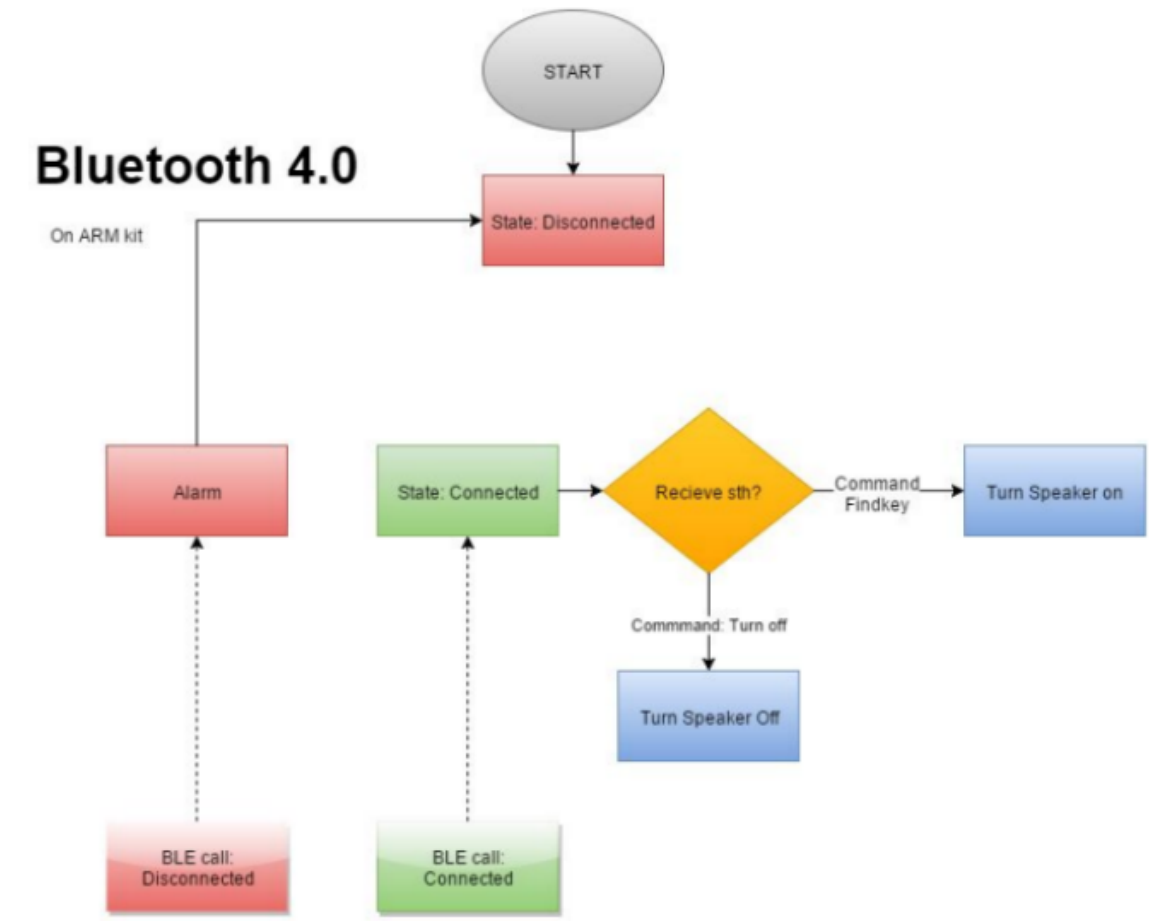 START
Bluetooth 4.0
On ARM kit
State: Disconnected
Alarm
State: Connected
Recieve sth?
Command
Findkey
Turn Speaker on
Commmand: Turn off
Turn Speaker Off
BLE call:
Disconnected
BLE call:
Connected